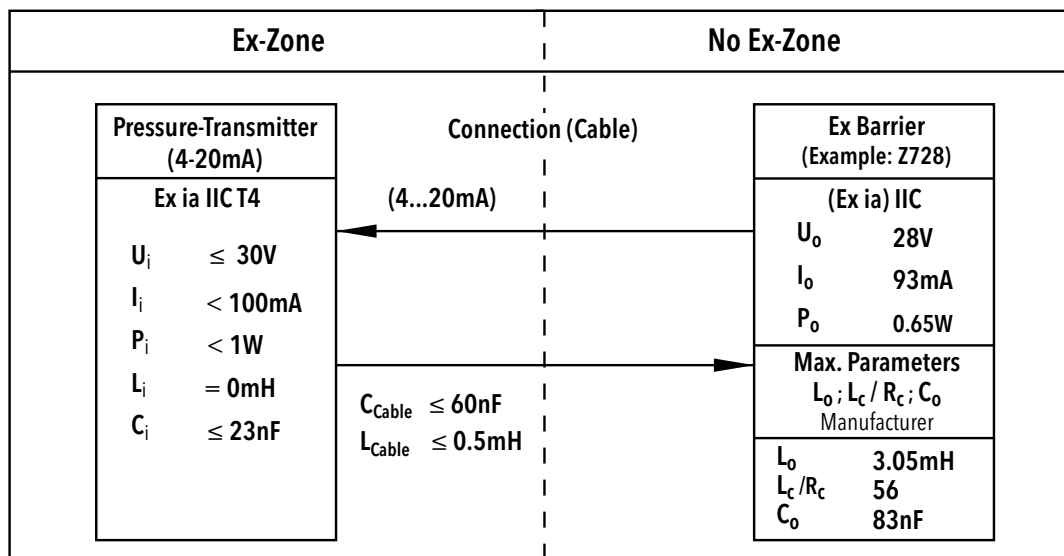 Ex-Zone
No Ex-Zone
Pressure-Transmitter
(4-20mA)
Ex ia IIC T4
Ui ≤ 30V
Ii < 100mA
Pi < 1W
Li = 0mH
Ci ≤ 23nF
Connection (Cable)
(4...20mA)
CCable ≤ 60nF
LCable ≤ 0.5mH
Ex Barrier
(Example: Z728)
(Ex ia) IIC
Uo 28V
Io 93mA
Po 0.65W
Max. Parameters
Lo ; Lc / Rc ; Co
Manufacturer
Lo 3.05mH
Lc /Rc 56
Co 83nF